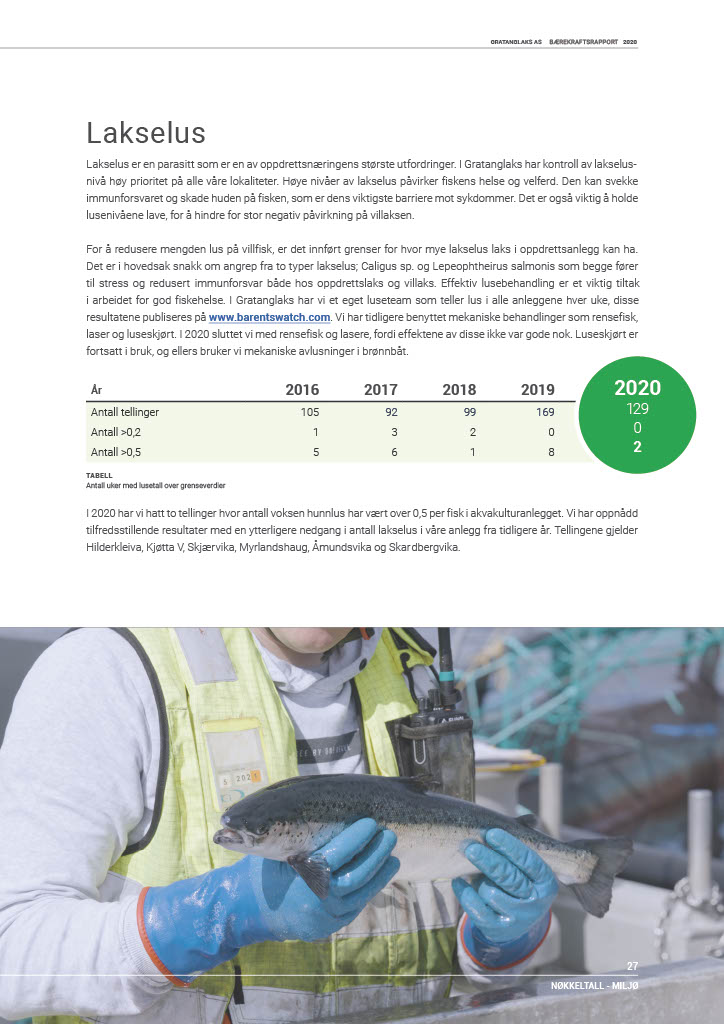 GRATANGLAKS AS BÆREKRAFTSRAPPORT 2020
Lakselus
Lakselus er en parasitt som er en av oppdrettsnæringens største utfordringer. I Gratanglaks har kontroll av lakselus-
nivå høy prioritet på alle våre lokaliteter. Høye nivåer av lakselus påvirker fiskens helse og velferd. Den kan svekke
immunforsvaret og skade huden på fisken, som er dens viktigste barriere mot sykdommer. Det er også viktig å holde
lusenivåene lave, for å hindre for stor negativ påvirkning på villaksen.
For å redusere mengden lus på villfisk, er det innført grenser for hvor mye lakselus laks i oppdrettsanlegg kan ha.
Det er i hovedsak snakk om angrep fra to typer lakselus; Caligus sp. og Lepeophtheirus salmonis som begge fører
til stress og redusert immunforsvar både hos oppdrettslaks og villaks. Effektiv lusebehandling er et viktig tiltak
i arbeidet for god fiskehelse. I Gratanglaks har vi et eget luseteam som teller lus i alle anleggene hver uke, disse
resultatene publiseres på www.barentswatch.com. Vi har tidligere benyttet mekaniske behandlinger som rensefisk,
laser og luseskjørt. I 2020 sluttet vi med rensefisk og lasere, fordi effektene av disse ikke var gode nok. Luseskjørt er
fortsatt i bruk, og ellers bruker vi mekaniske avlusninger i brønnbåt.
År 2016 2017 2018 2019 2020
Antall tellinger 105 92 99 169 129
Antall >0,2 1 3 2 0 0
Antall >0,5 5 6 1 8 2
TABELL
Antall uker med lusetall over grenseverdier
I 2020 har vi hatt to tellinger hvor antall voksen hunnlus har vært over 0,5 per fisk i akvakulturanlegget. Vi har oppnådd
tilfredsstillende resultater med en ytterligere nedgang i antall lakselus i våre anlegg fra tidligere år. Tellingene gjelder
Hilderkleiva, Kjøtta V, Skjærvika, Myrlandshaug, Åmundsvika og Skardbergvika.
27
NØKKELTALL - MILJØ